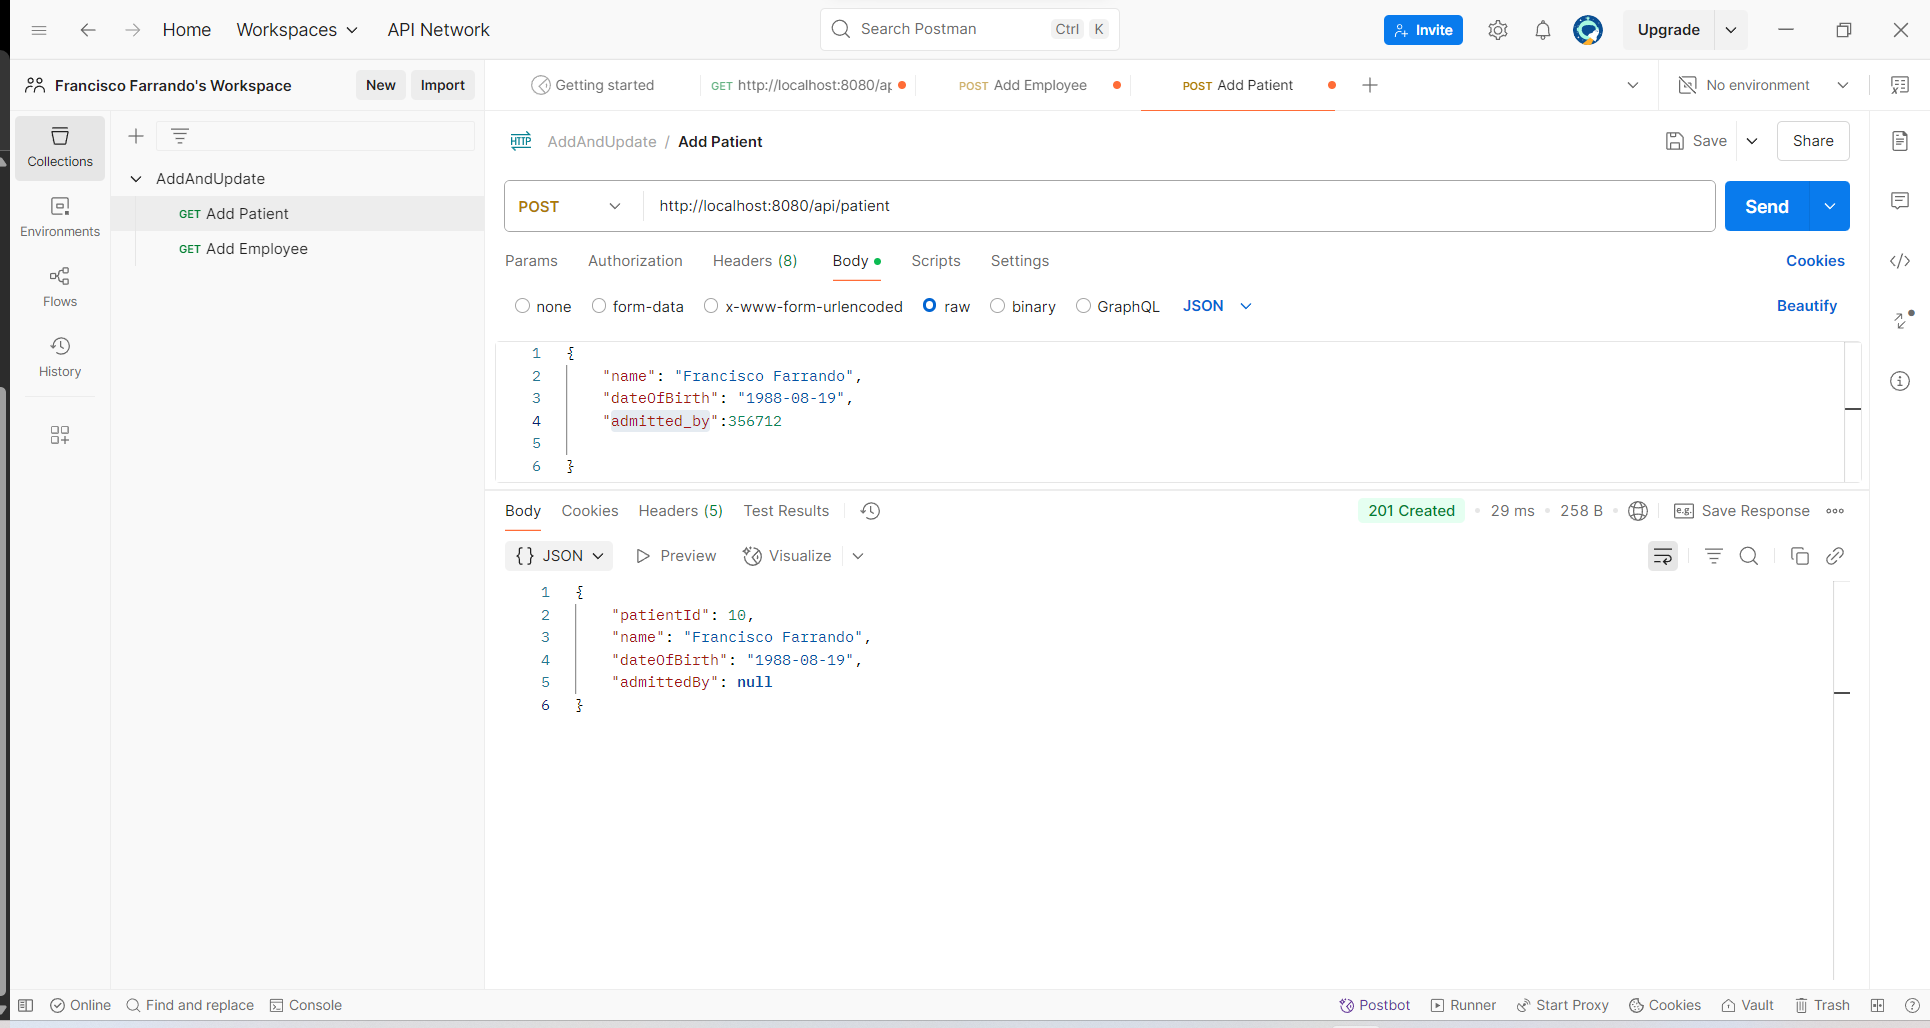 Home Workspaces API Network Search Postman Ctrl K Invite Upgrade
Francisco Farrando's Workspace New Import Getting started GET http://localhost:8080/ap POST Add Employee POST Add Patient No environment
Collections
Environments
Flows
History
AddAndUpdate
GET Add Patient
GET Add Employee
HTTP AddAndUpdate / Add Patient Save Share
POST http://localhost:8080/api/patient Send
Params Authorization Headers (8) Body Scripts Settings Cookies
none form-data x-www-form-urlencoded raw binary GraphQL JSON Beautify
1 {
2 "name": "Francisco Farrando",
3 "dateOfBirth": "1988-08-19",
4 "admitted_by":356712
5
6 }
Body Cookies Headers (5) Test Results 201 Created 29 ms 258 B e.g. Save Response
{} JSON Preview Visualize
1 {
2 "patientId": 10,
3 "name": "Francisco Farrando",
4 "dateOfBirth": "1988-08-19",
5 "admittedBy": null
6 }
Online Find and replace Console Postbot Runner Start Proxy Cookies Vault Trash